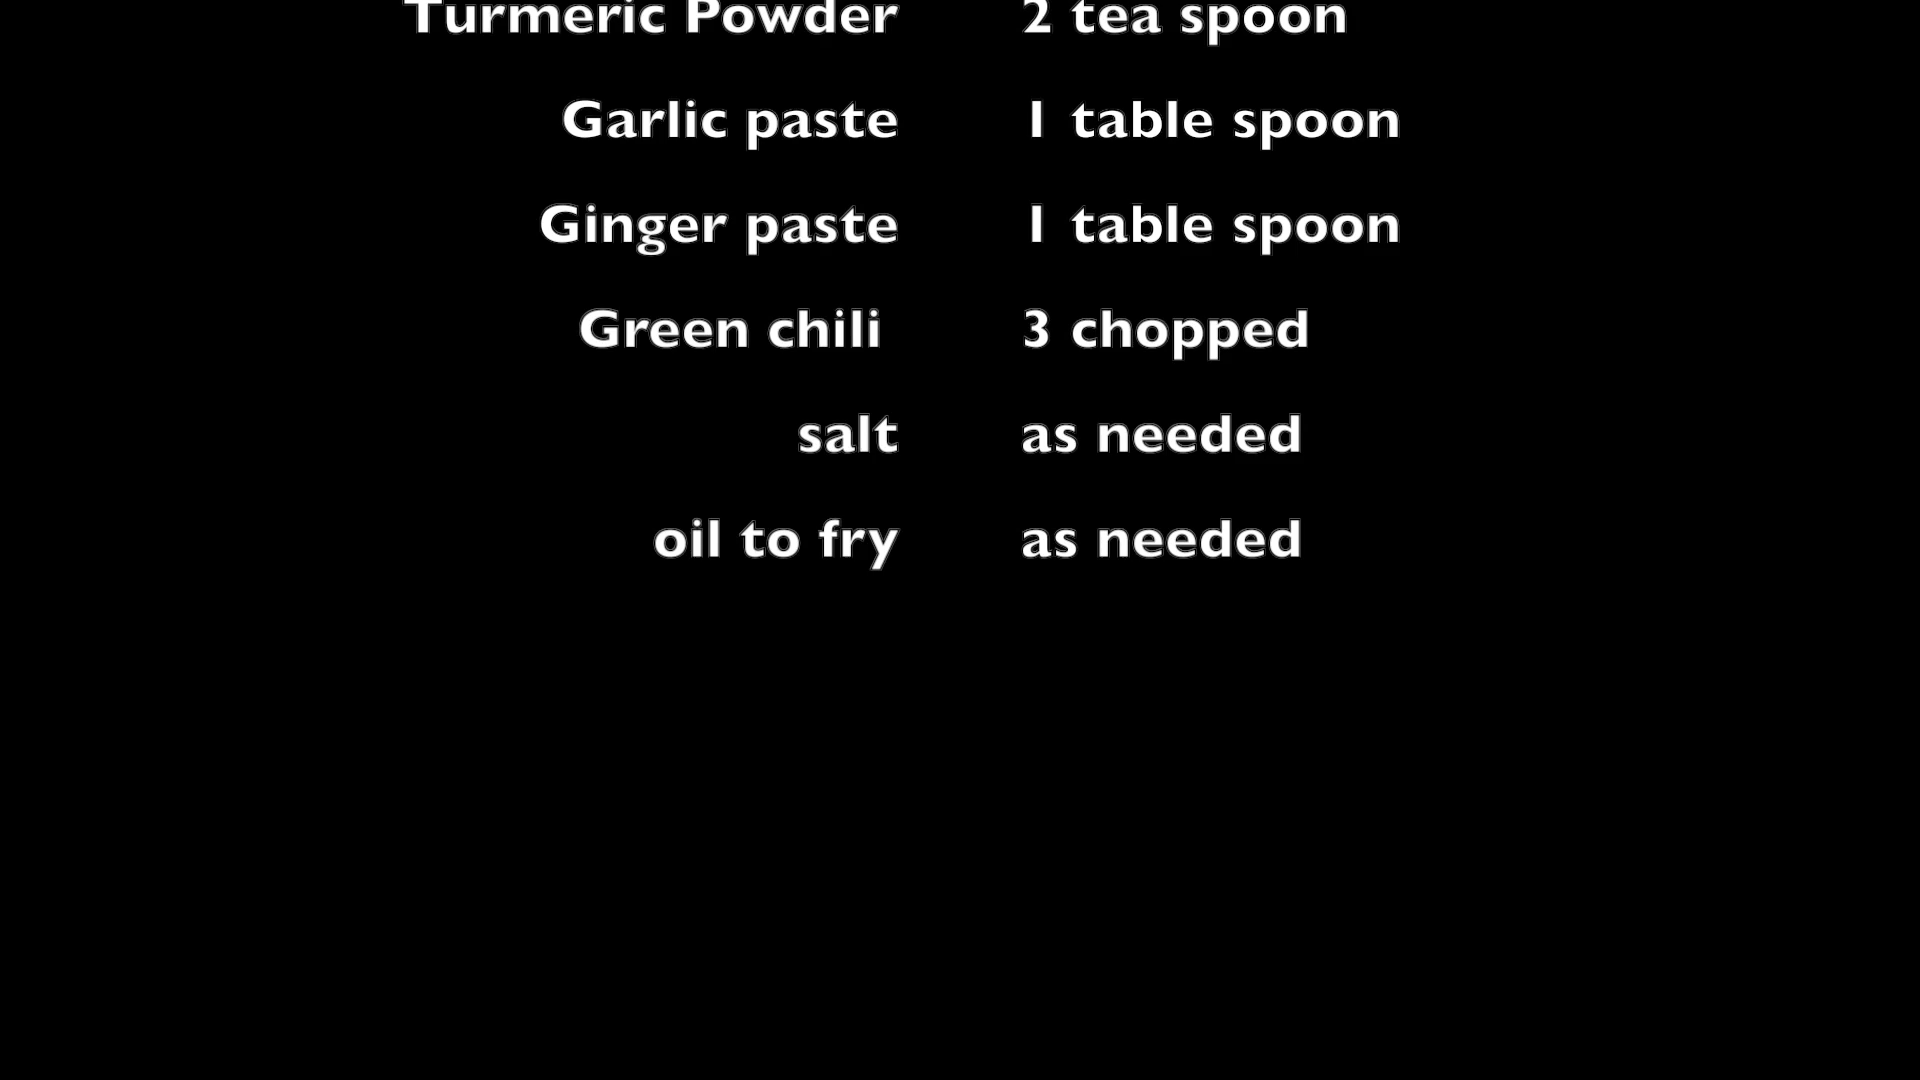 Turmeric Powder 2 tea spoon
Garlic paste 1 table spoon
Ginger paste 1 table spoon
Green chili 3 chopped
salt as needed
oil to fry as needed